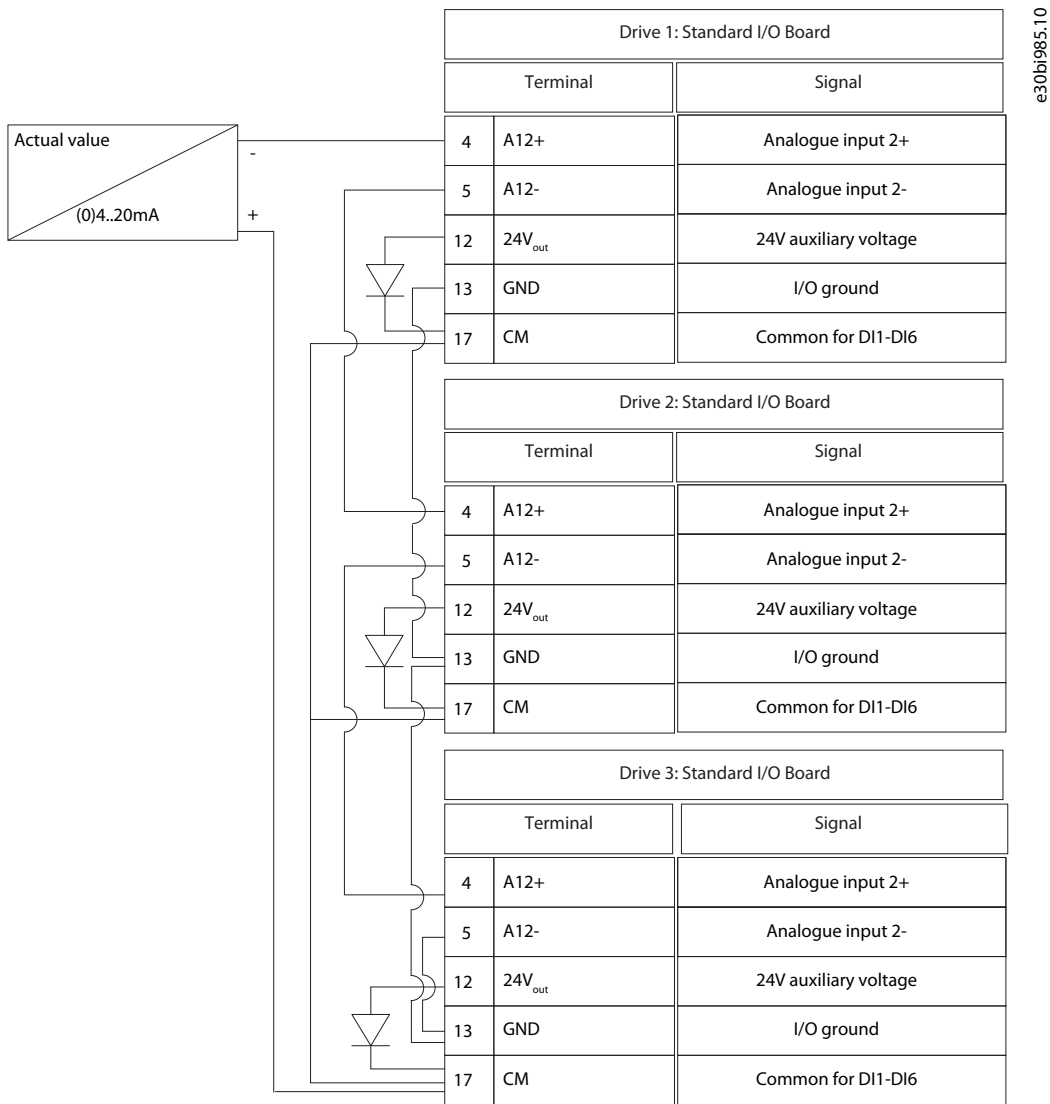 e30bi985.10
Drive 1: Standard I/O Board
Terminal Signal
Actual value
(0)4..20mA
-
+
4 A12+ Analogue input 2+
5 A12- Analogue input 2-
12 24Vout 24V auxiliary voltage
13 GND I/O ground
17 CM Common for DI1-DI6
Drive 2: Standard I/O Board
Terminal Signal
4 A12+ Analogue input 2+
5 A12- Analogue input 2-
12 24Vout 24V auxiliary voltage
13 GND I/O ground
17 CM Common for DI1-DI6
Drive 3: Standard I/O Board
Terminal Signal
4 A12+ Analogue input 2+
5 A12- Analogue input 2-
12 24Vout 24V auxiliary voltage
13 GND I/O ground
17 CM Common for DI1-DI6